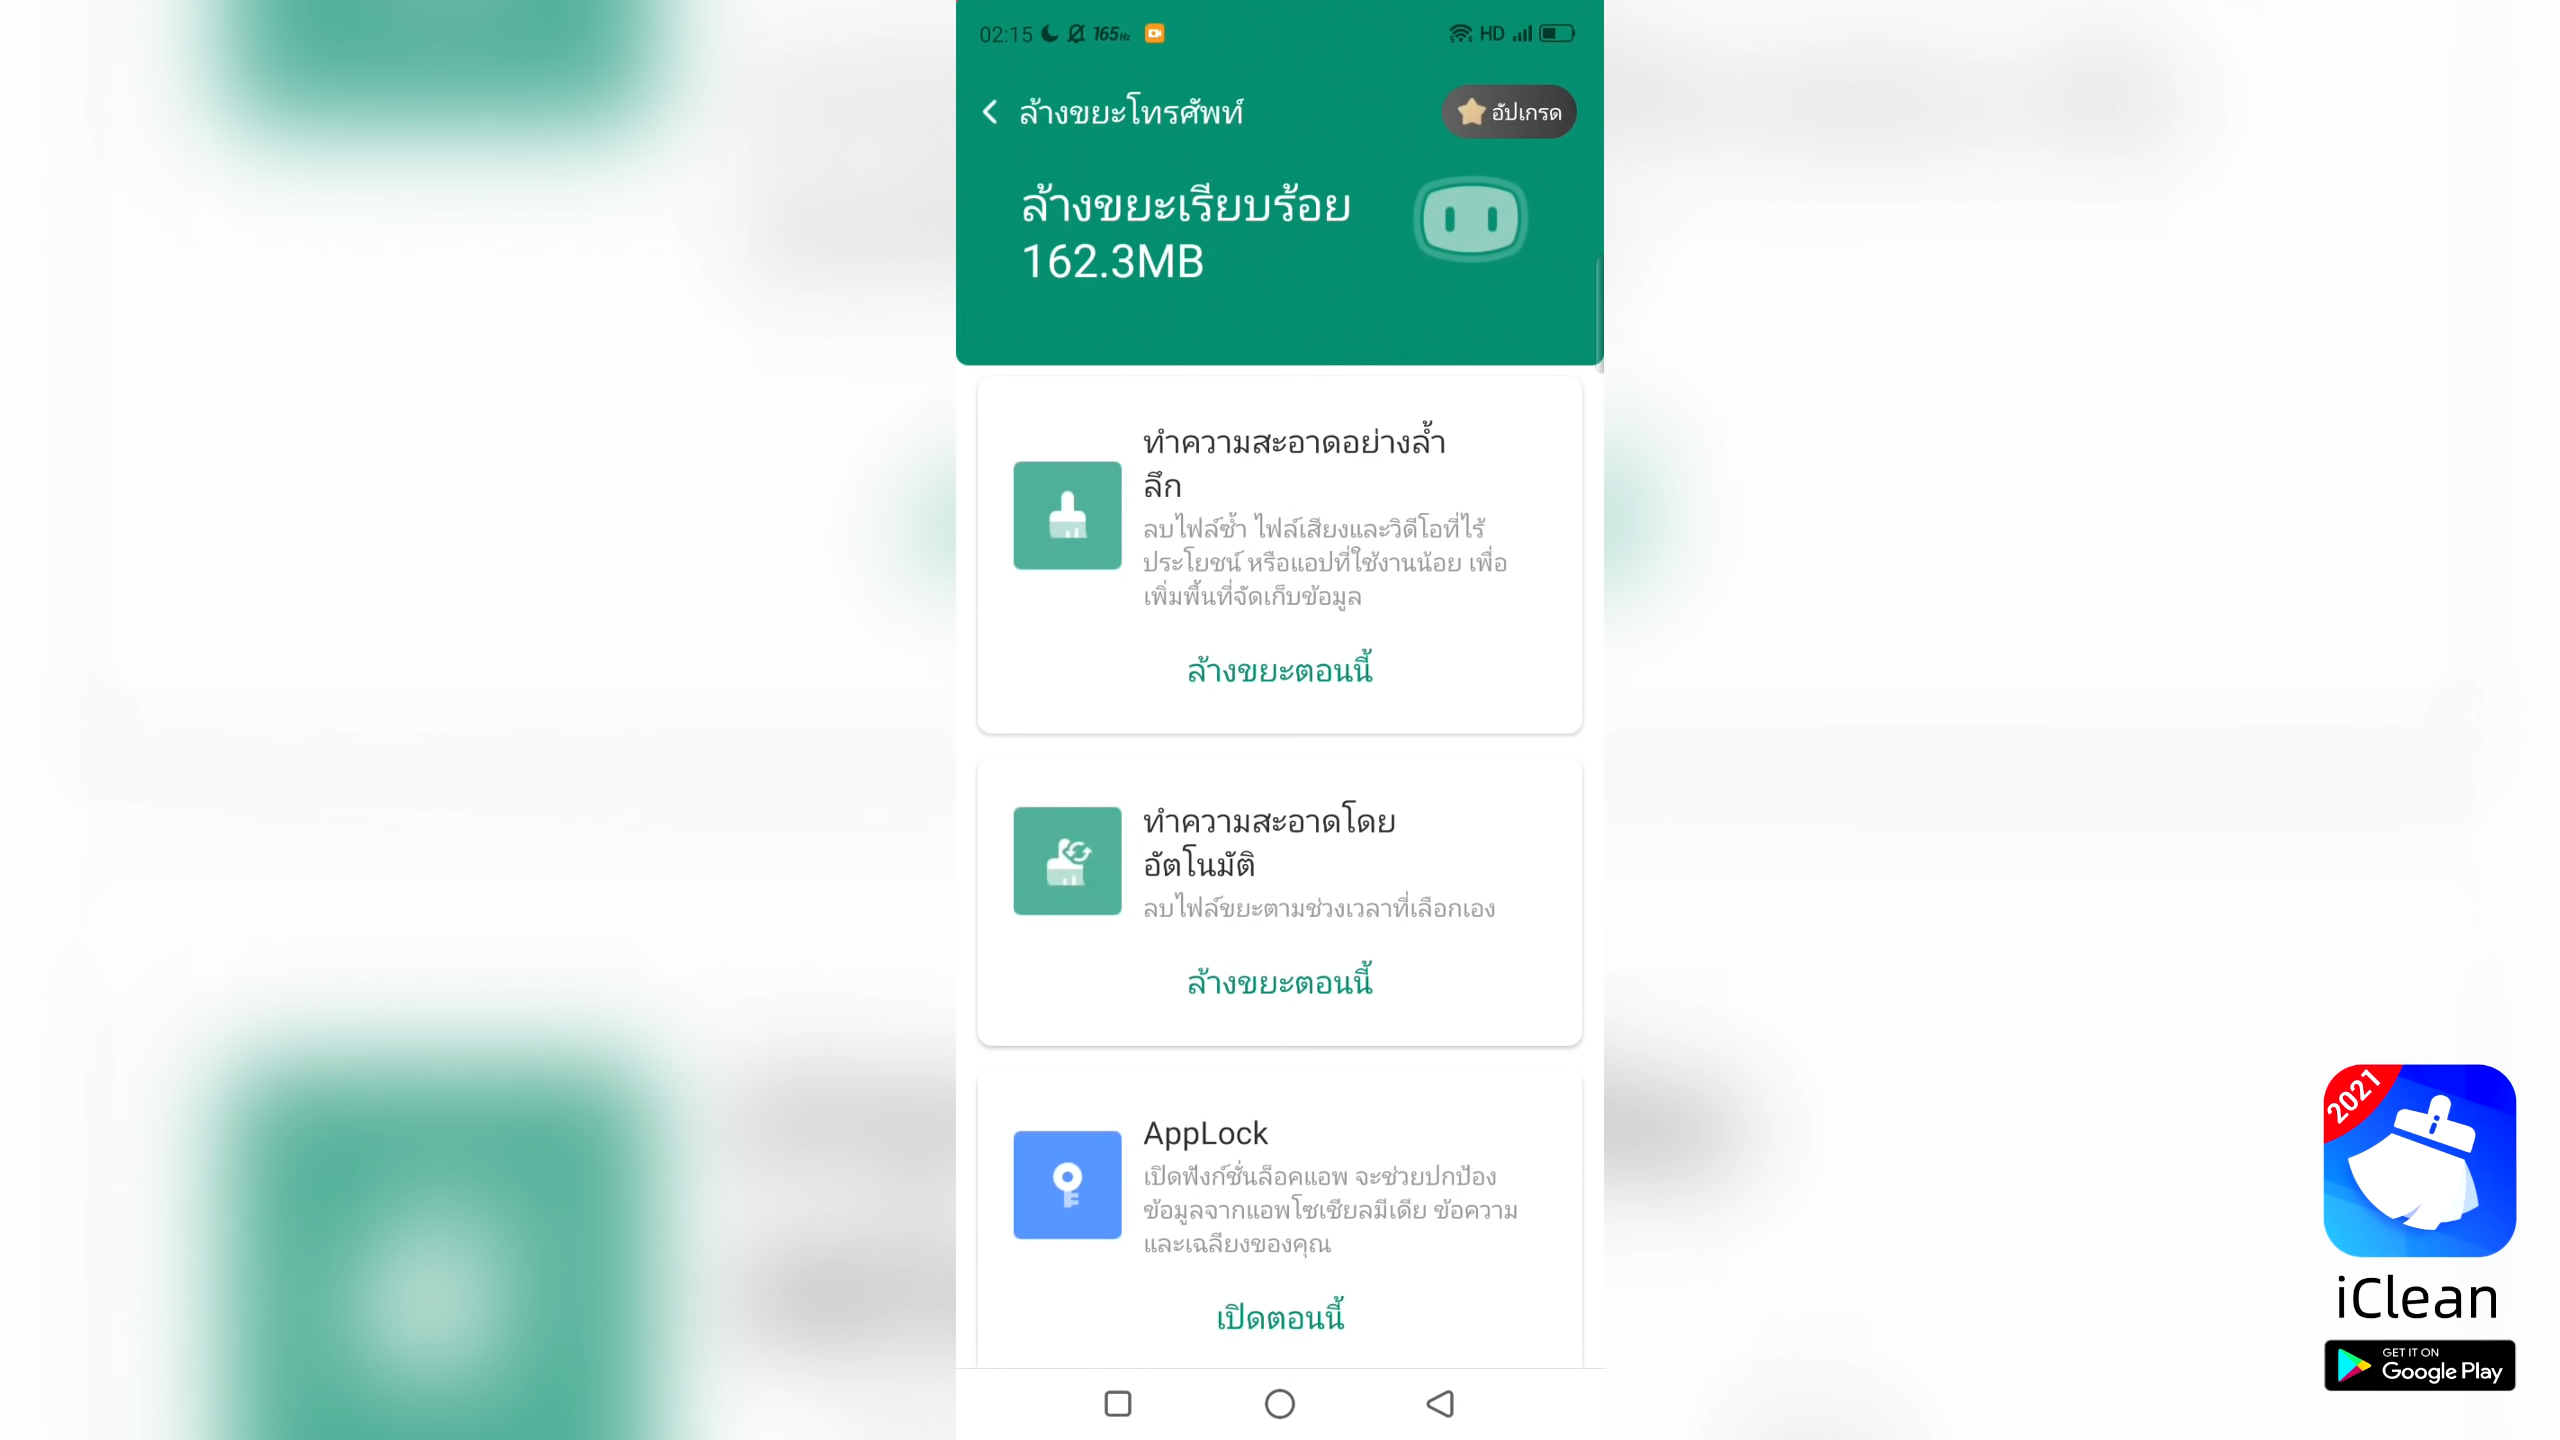 02:15 165Hz HD
ล้างขยะโทรศัพท์
อัปเกรด
ล้างขยะเรียบร้อย
162.3MB
ทำความสะอาดอย่างล้ำ
ลึก
ลบไฟล์ซ้ำ ไฟล์เสียงและวิดีโอที่ไร้
ประโยชน์ หรือแอปที่ใช้งานน้อย เพื่อ
เพิ่มพื้นที่จัดเก็บข้อมูล
ล้างขยะตอนนี้
ทำความสะอาดโดย
อัตโนมัติ
ลบไฟล์ขยะตามช่วงเวลาที่เลือกเอง
ล้างขยะตอนนี้
AppLock
เปิดฟังก์ชั่นล็อคแอพ จะช่วยปกป้อง
ข้อมูลจากแอพโซเชียลมีเดีย ข้อความ
และเฉลียงของคุณ
เปิดตอนนี้
2021
iClean
GET IT ON
Google Play